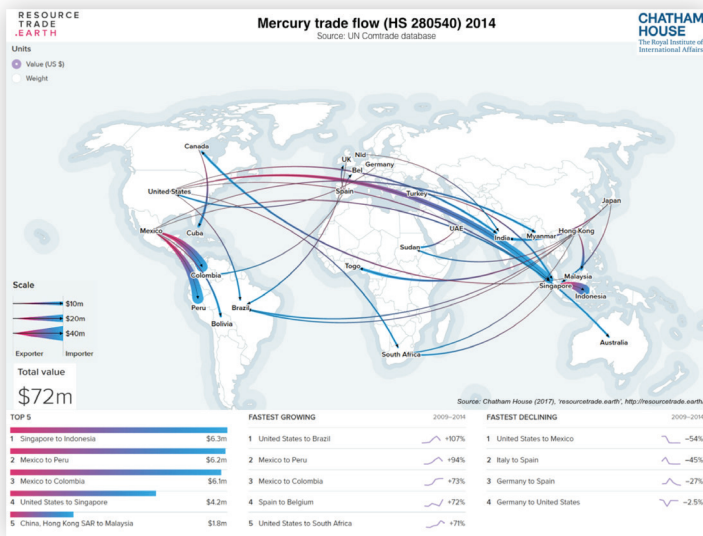 RESOURCE
TRADE
.EARTH
Mercury trade flow (HS 280540) 2014
Source: UN Comtrade database
CHATHAM
HOUSE
The Royal Institute of
International Affairs
Units
Value (US $)
Weight
Canada
UK
Nld
Bel
Germany
United States
Spain
Turkey
Japan
Mexico
Cuba
UAE
India
Myanmar
Hong Kong
Sudan
Colombia
Togo
Malaysia
Singapore
Indonesia
Peru
Brazil
Bolivia
South Africa
Australia
Scale
$10m
$20m
$40m
Exporter Importer
Total value
$72m
Source: Chatham House (2017), 'resourcetrade.earth', http://resourcetrade.earth/
TOP 5
1 Singapore to Indonesia $6.3m
2 Mexico to Peru $6.2m
3 Mexico to Colombia $6.1m
4 United States to Singapore $4.2m
5 China, Hong Kong SAR to Malaysia $1.8m
FASTEST GROWING 2009–2014
1 United States to Brazil +107%
2 Mexico to Peru +94%
3 Mexico to Colombia +73%
4 Spain to Belgium +72%
5 United States to South Africa +71%
FASTEST DECLINING 2009–2014
1 United States to Mexico –54%
2 Italy to Spain –45%
3 Germany to Spain –27%
4 Germany to United States –2.5%